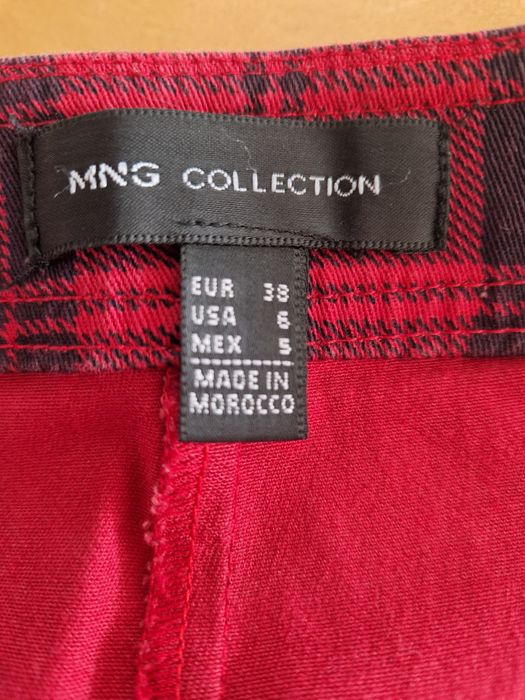 MNG COLLECTION
EUR 38
USA 6
MEX 5
MADE IN
MOROCCO